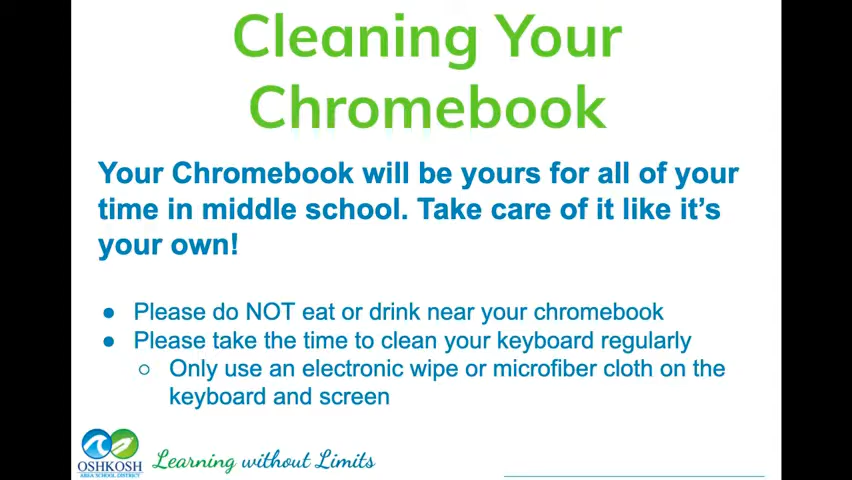 Cleaning Your
Chromebook
Your Chromebook will be yours for all of your
time in middle school. Take care of it like it's
your own!
● Please do NOT eat or drink near your chromebook
● Please take the time to clean your keyboard regularly
○ Only use an electronic wipe or microfiber cloth on the
keyboard and screen
OSHKOSH
AREA SCHOOL DISTRICT
Learning without Limits